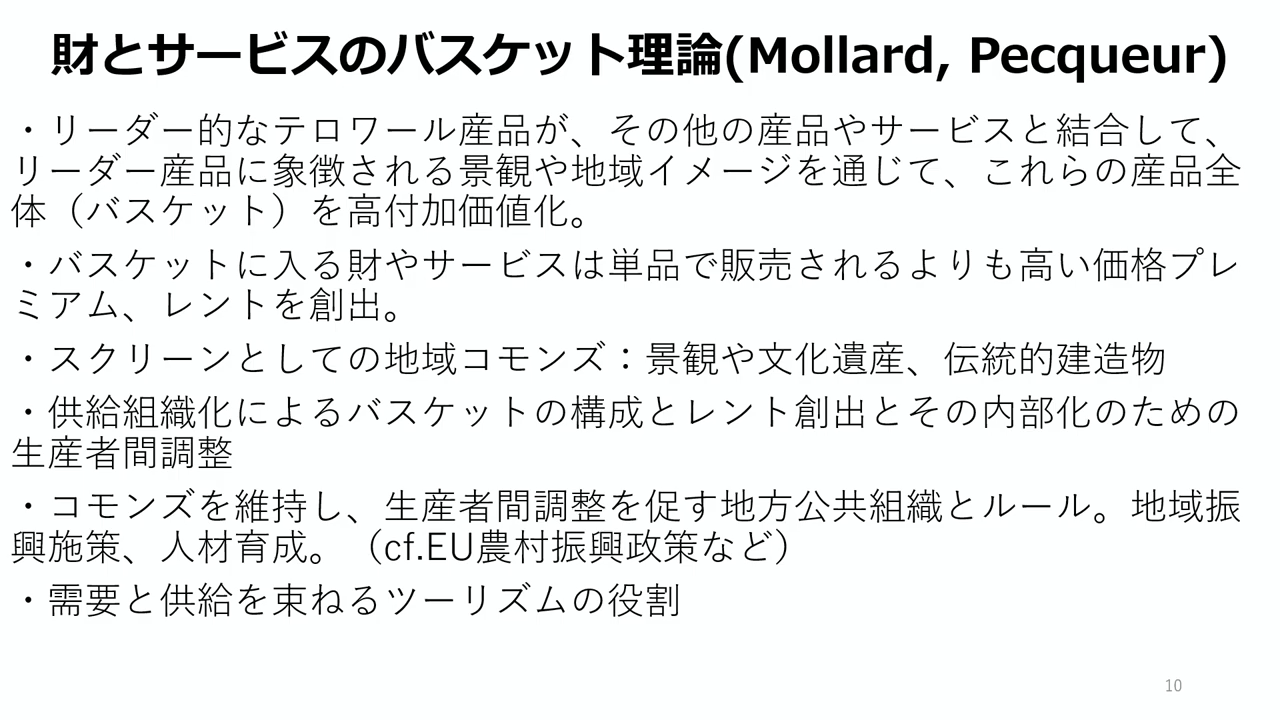 財とサービスのバスケット理論(Mollard, Pecqueur)
・リーダー的なテロワール産品が、その他の産品やサービスと結合して、
リーダー産品に象徴される景観や地域イメージを通じて、これらの産品全
体（バスケット）を高付加価値化。
・バスケットに入る財やサービスは単品で販売されるよりも高い価格プレ
ミアム、レントを創出。
・スクリーンとしての地域コモンズ：景観や文化遺産、伝統的建造物
・供給組織化によるバスケットの構成とレント創出とその内部化のための
生産者間調整
・コモンズを維持し、生産者間調整を促す地方公共組織とルール。地域振
興施策、人材育成。（cf.EU農村振興政策など）
・需要と供給を束ねるツーリズムの役割
10